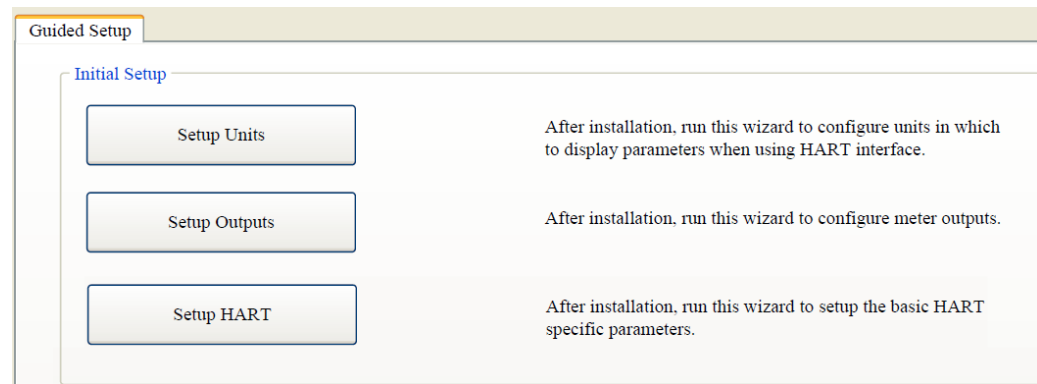 Guided Setup
Initial Setup
Setup Units
After installation, run this wizard to configure units in which
to display parameters when using HART interface.
Setup Outputs
After installation, run this wizard to configure meter outputs.
Setup HART
After installation, run this wizard to setup the basic HART
specific parameters.